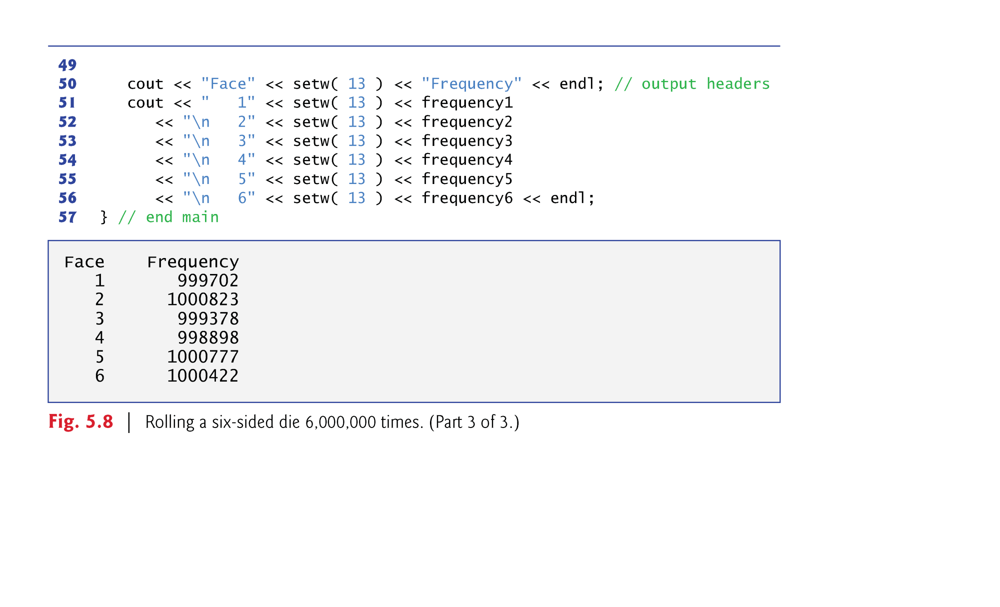 49
50 cout << "Face" << setw( 13 ) << "Frequency" << endl; // output headers
51 cout << "   1" << setw( 13 ) << frequency1
52 << "\n   2" << setw( 13 ) << frequency2
53 << "\n   3" << setw( 13 ) << frequency3
54 << "\n   4" << setw( 13 ) << frequency4
55 << "\n   5" << setw( 13 ) << frequency5
56 << "\n   6" << setw( 13 ) << frequency6 << endl;
57 } // end main
Face Frequency
1 999702
2 1000823
3 999378
4 998898
5 1000777
6 1000422
Fig. 5.8 | Rolling a six-sided die 6,000,000 times. (Part 3 of 3.)